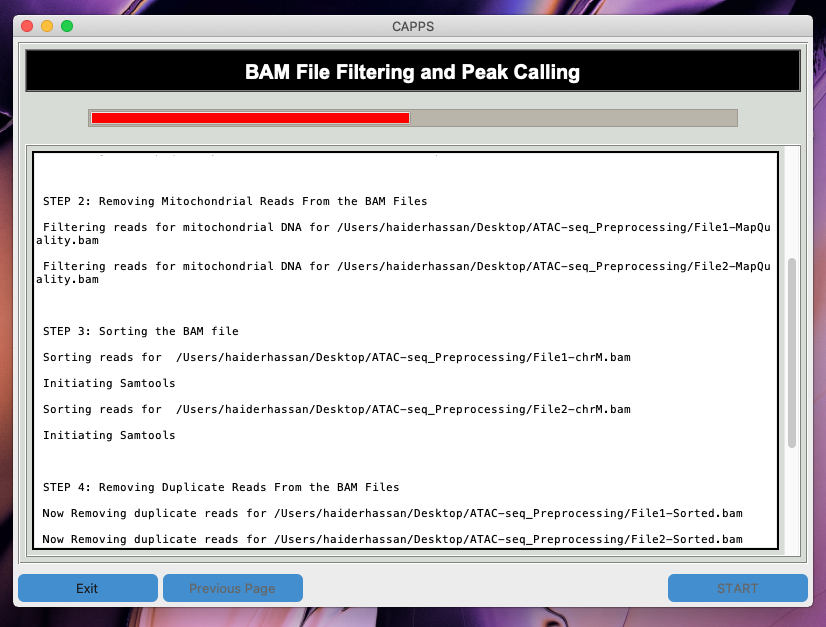 CAPPS
BAM File Filtering and Peak Calling
STEP 2: Removing Mitochondrial Reads From the BAM Files
Filtering reads for mitochondrial DNA for /Users/haiderhassan/Desktop/ATAC-seq_Preprocessing/File1-MapQu
ality.bam
Filtering reads for mitochondrial DNA for /Users/haiderhassan/Desktop/ATAC-seq_Preprocessing/File2-MapQu
ality.bam
STEP 3: Sorting the BAM file
Sorting reads for  /Users/haiderhassan/Desktop/ATAC-seq_Preprocessing/File1-chrM.bam
Initiating Samtools
Sorting reads for  /Users/haiderhassan/Desktop/ATAC-seq_Preprocessing/File2-chrM.bam
Initiating Samtools
STEP 4: Removing Duplicate Reads From the BAM Files
Now Removing duplicate reads for /Users/haiderhassan/Desktop/ATAC-seq_Preprocessing/File1-Sorted.bam
Now Removing duplicate reads for /Users/haiderhassan/Desktop/ATAC-seq_Preprocessing/File2-Sorted.bam
Exit
Previous Page
START